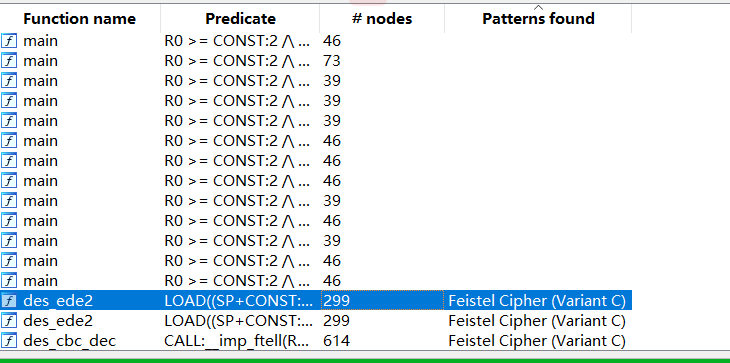 Function name Predicate # nodes Patterns found
main R0 >= CONST:2 /\ ... 46
main R0 >= CONST:2 /\ ... 73
main R0 >= CONST:2 /\ ... 39
main R0 >= CONST:2 /\ ... 39
main R0 >= CONST:2 /\ ... 39
main R0 >= CONST:2 /\ ... 46
main R0 >= CONST:2 /\ ... 46
main R0 >= CONST:2 /\ ... 46
main R0 >= CONST:2 /\ ... 39
main R0 >= CONST:2 /\ ... 46
main R0 >= CONST:2 /\ ... 39
main R0 >= CONST:2 /\ ... 46
main R0 >= CONST:2 /\ ... 46
des_ede2 LOAD((SP+CONST:... 299 Feistel Cipher (Variant C)
des_ede2 LOAD((SP+CONST:... 299 Feistel Cipher (Variant C)
des_cbc_dec CALL:__imp_ftell(R... 614 Feistel Cipher (Variant C)